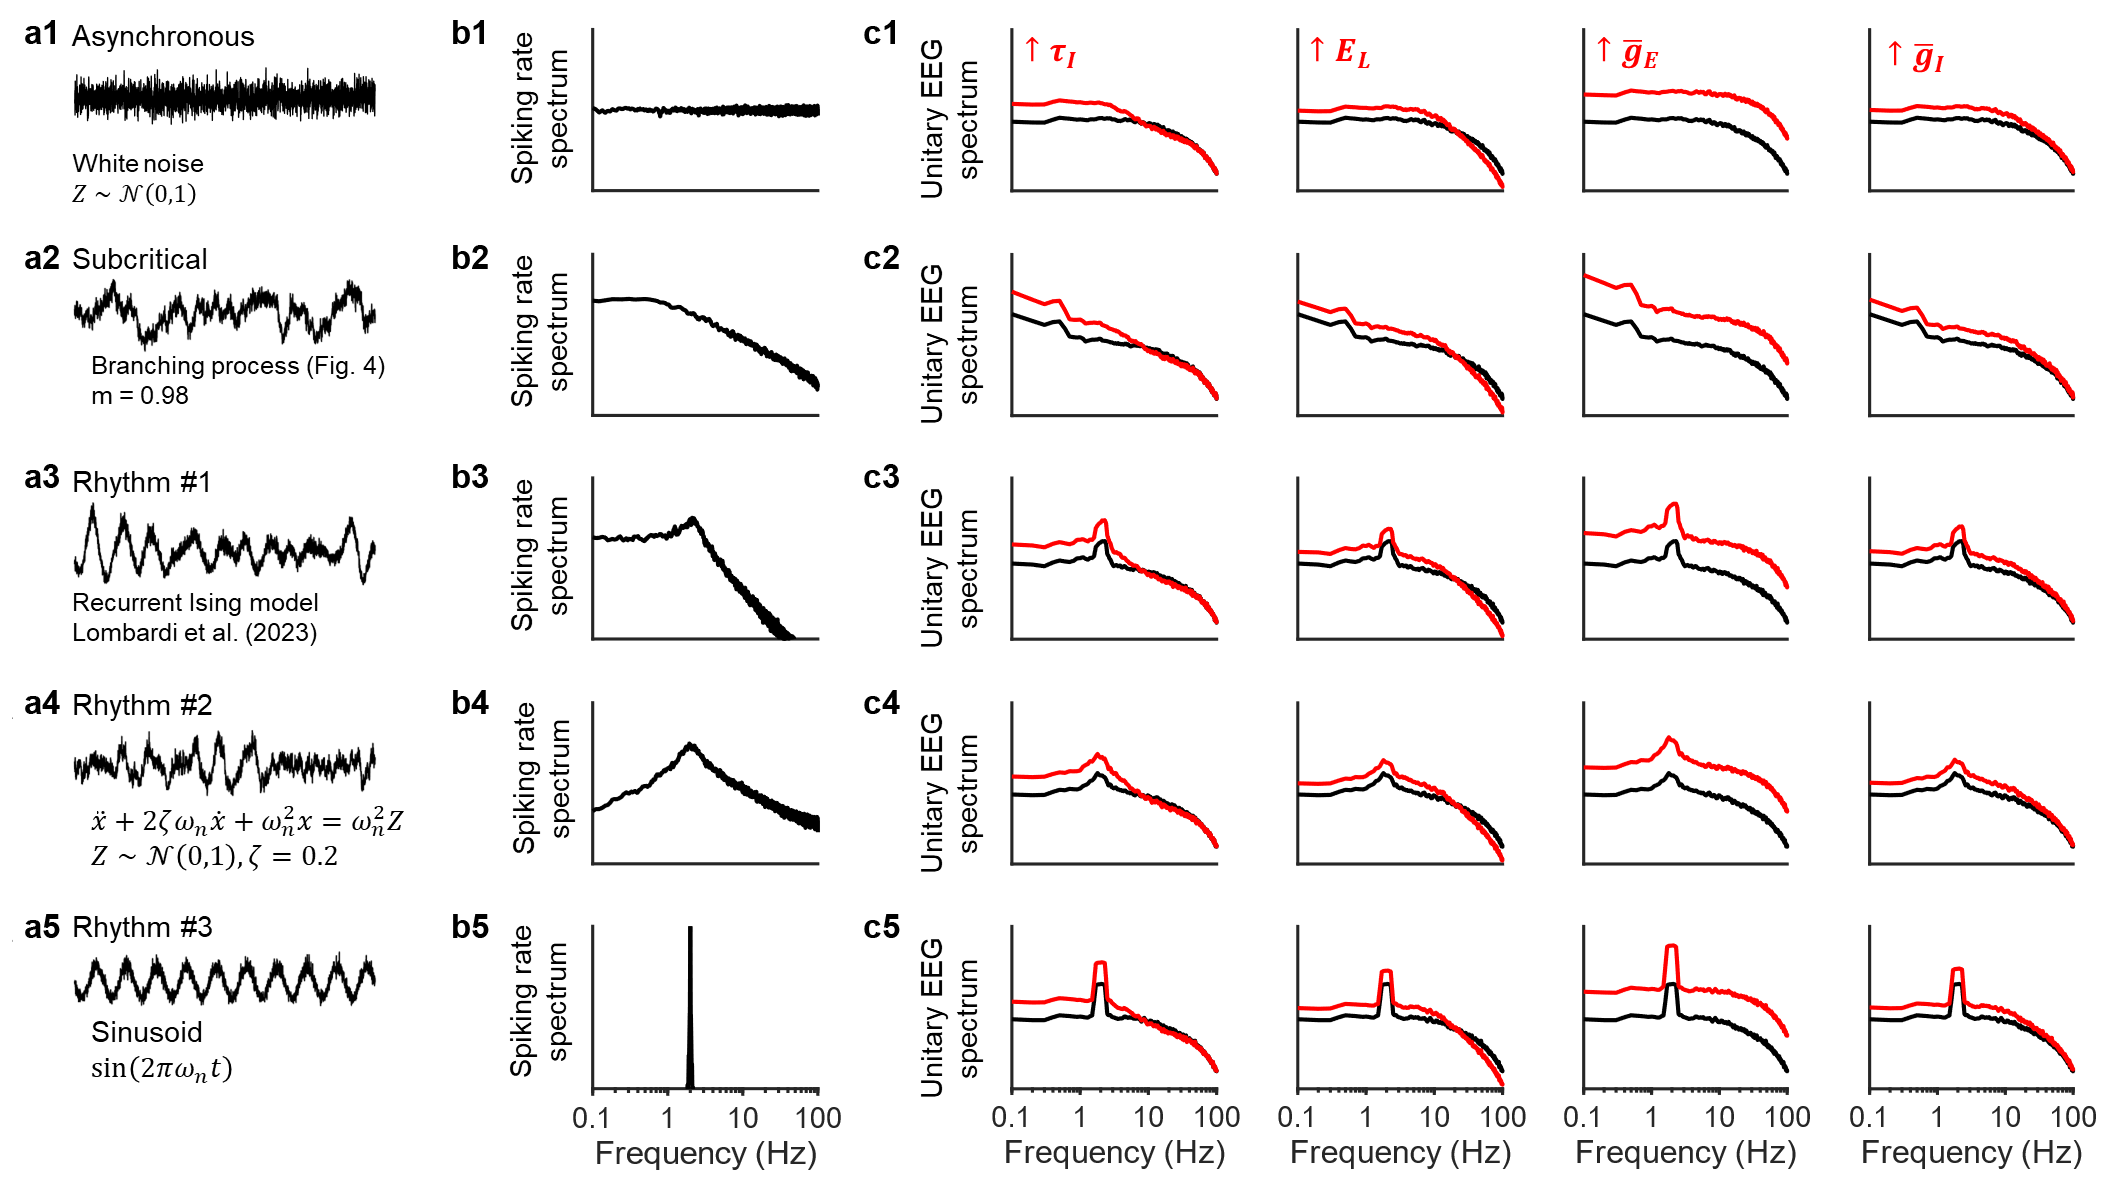 a1 Asynchronous
White noise
Z ~ 𝒩(0,1)
b1
Spiking rate
spectrum
c1
Unitary EEG
spectrum
↑ τ_I
↑ E_L
↑ g̅_E
↑ g̅_I
a2 Subcritical
Branching process (Fig. 4)
m = 0.98
b2
Spiking rate
spectrum
c2
Unitary EEG
spectrum
a3 Rhythm #1
Recurrent Ising model
Lombardi et al. (2023)
b3
Spiking rate
spectrum
c3
Unitary EEG
spectrum
a4 Rhythm #2
ẍ + 2ζω_nẋ + ω_n²x = ω_n²Z
Z ~ 𝒩(0,1), ζ = 0.2
b4
Spiking rate
spectrum
c4
Unitary EEG
spectrum
a5 Rhythm #3
Sinusoid
sin(2πω_nt)
b5
Spiking rate
spectrum
0.1 1 10 100
Frequency (Hz)
c5
Unitary EEG
spectrum
0.1 1 10 100
Frequency (Hz)
0.1 1 10 100
Frequency (Hz)
0.1 1 10 100
Frequency (Hz)
0.1 1 10 100
Frequency (Hz)